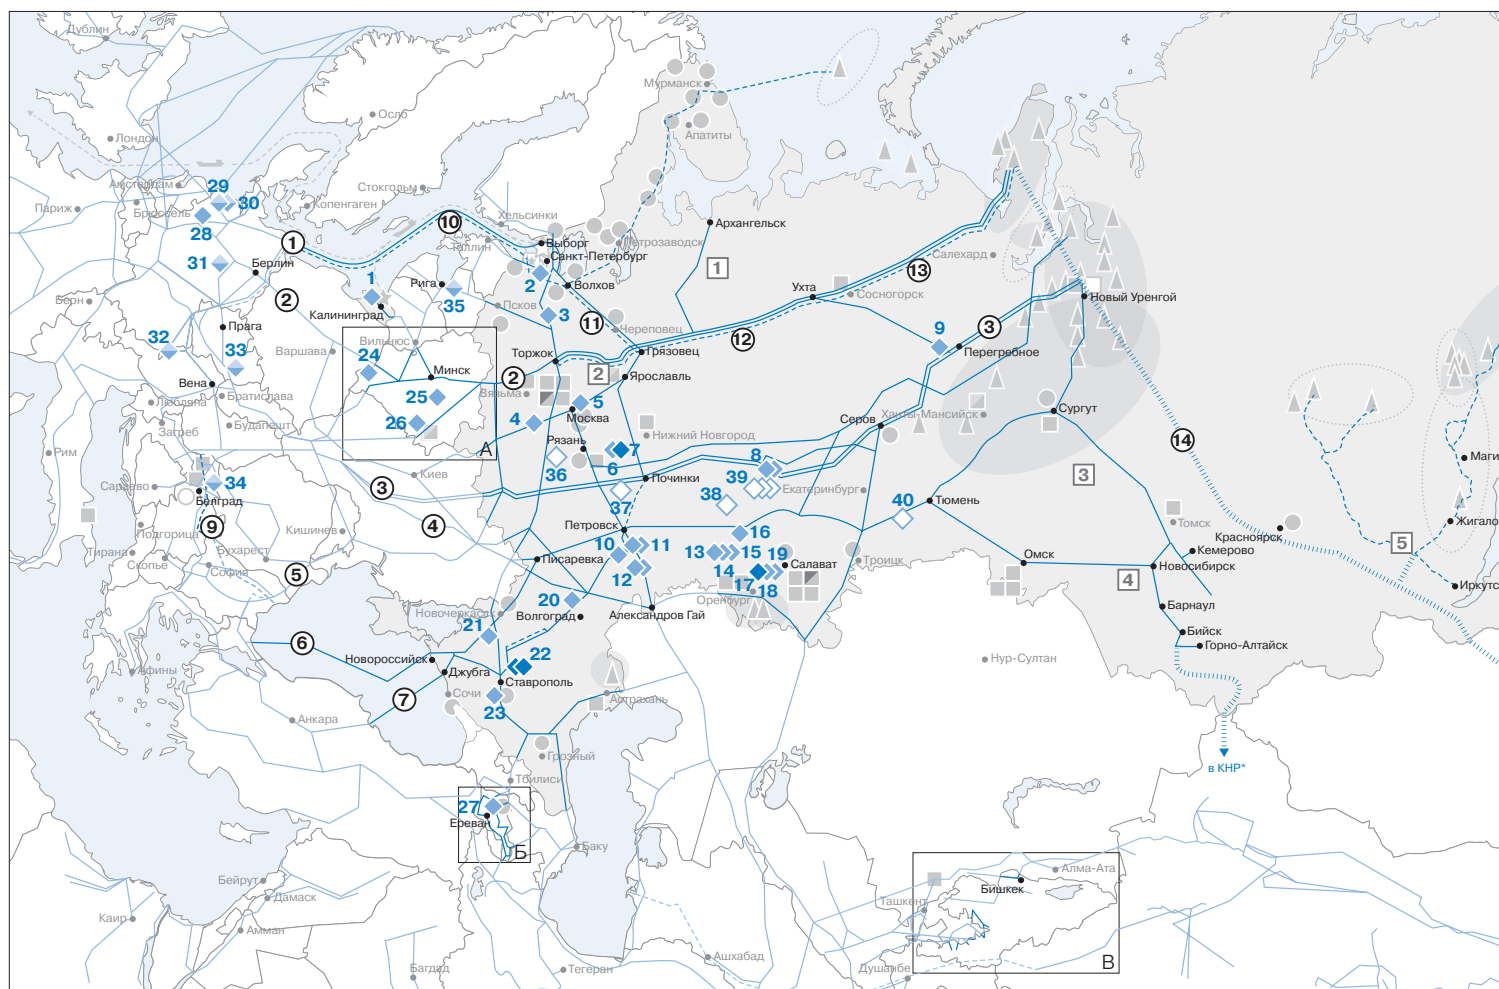 Дублин
Мурманск
Осло
Апатиты
Лондон
Амстердам
29
30
Стокгольм
Копенгаген
Париж
Брюссель
28
10
Хельсинки
Архангельск
1
Таллин
Выборг
Петрозаводск
Санкт-Петербург
1
Салехард
13
31
Берлин
1
Рига
35
2
Волхов
Ухта
Сосногорск
Новый Уренгой
Берн
2
Калининград
Псков
3
11
Череповец
12
9
3
Перегребное
32
Прага
33
Варшава
Вильнюс
24
Минск
Торжок
Грязовец
2
2
Ярославль
Вена
Братислава
25
Вязьма
5
Москва
Любляна
Загреб
Будапешт
26
А
4
Серов
Ханты-Мансийск
Сургут
14
Рим
Рязань
Нижний Новгород
6
7
36
8
Киев
3
Сараево
34
Белград
Починки
39
Екатеринбург
3
Маги
37
38
40
Тюмень
9
Подгорица
Кишинев
4
Петровск
16
Томск
Красноярск
Жигало
Тирана
Скопье
Бухарест
София
5
Писаревка
10
11
12
13
15
14
19
17
18
Салават
Троицк
Омск
Кемерово
Новосибирск
4
5
Иркутс
Оренбург
Новочеркасск
20
Волгоград
Александров Гай
Барнаул
21
6
Бийск
Горно-Алтайск
Новороссийск
22
Джубга
Ставрополь
Нур-Султан
Афины
7
Сочи
23
Астрахань
Анкара
Грозный
в КНР*
Тбилиси
27
Ереван
Б
Баку
Бейрут
Дамаск
Алма-Ата
Бишкек
Ташкент
Каир
Амман
Багдад
Тегеран
Ашхабад
Душанбе
В